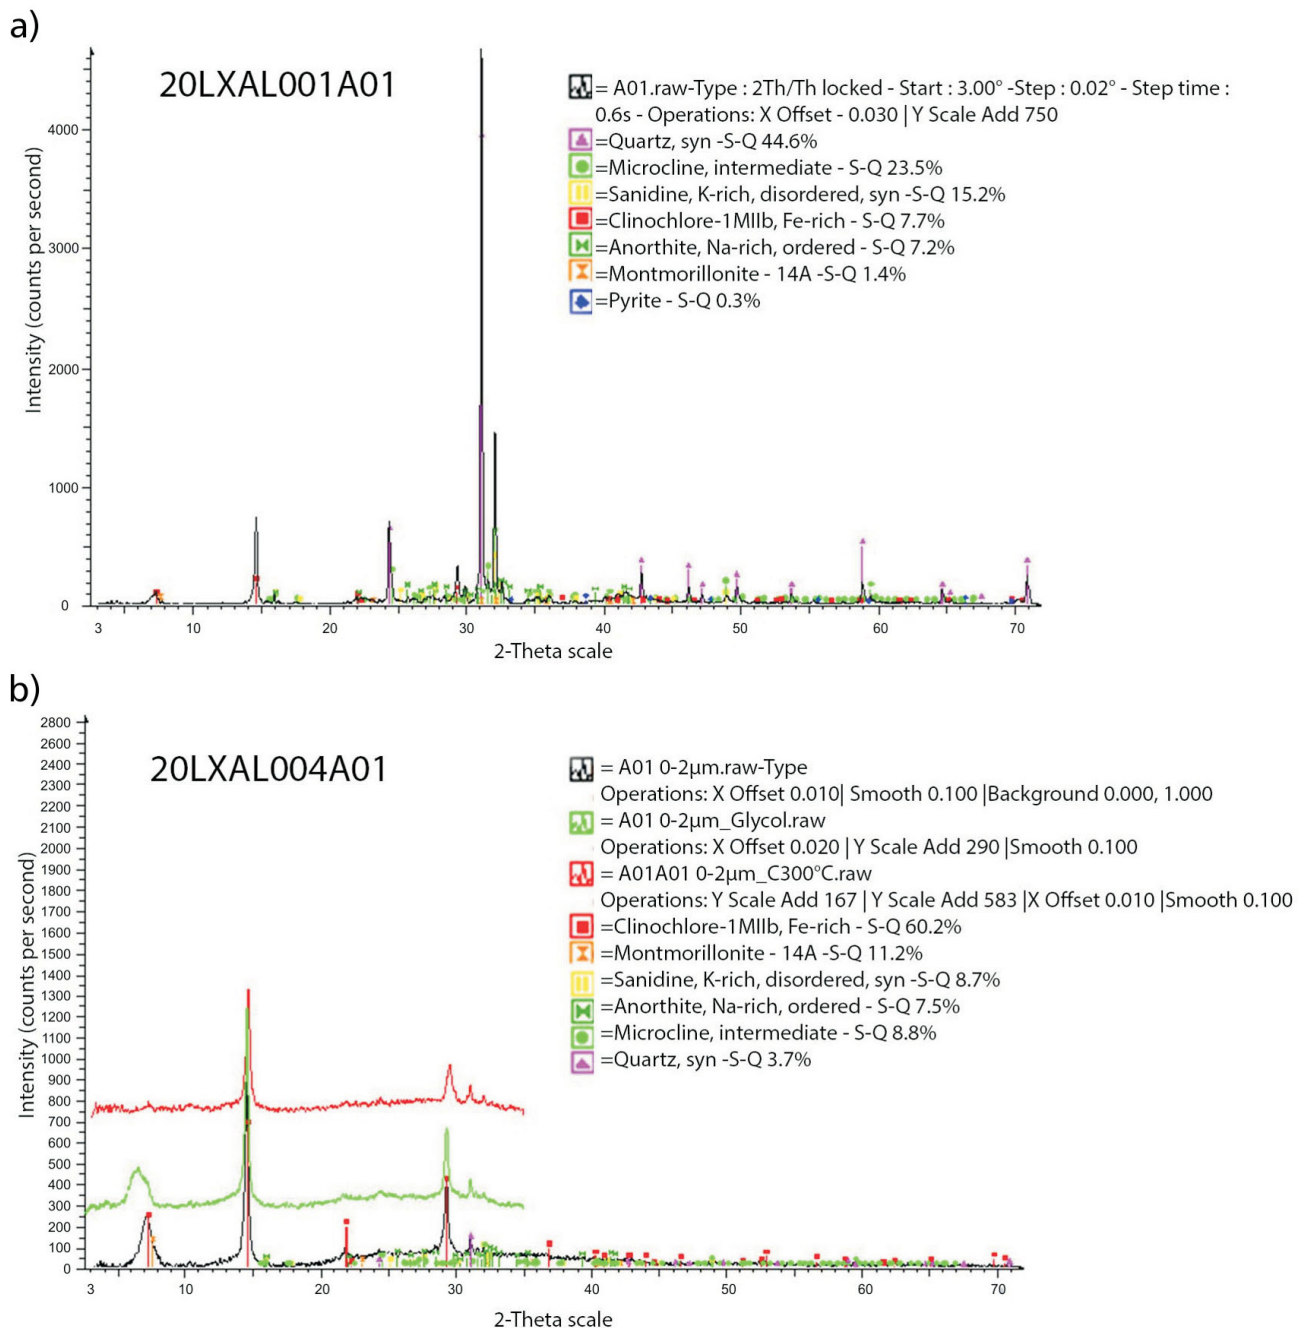 a)
20LXAL001A01
= A01.raw-Type : 2Th/Th locked - Start : 3.00° -Step : 0.02° - Step time :
0.6s - Operations: X Offset - 0.030 | Y Scale Add 750
=Quartz, syn -S-Q 44.6%
=Microcline, intermediate - S-Q 23.5%
=Sanidine, K-rich, disordered, syn -S-Q 15.2%
=Clinochlore-1MIIb, Fe-rich - S-Q 7.7%
=Anorthite, Na-rich, ordered - S-Q 7.2%
=Montmorillonite - 14A -S-Q 1.4%
=Pyrite - S-Q 0.3%
Intensity (counts per second)
4000
3000
2000
1000
0
3 10 20 30 40 50 60 70
2-Theta scale
b)
20LXAL004A01
= A01 0-2µm.raw-Type
Operations: X Offset 0.010| Smooth 0.100 |Background 0.000, 1.000
= A01 0-2µm_Glycol.raw
Operations: X Offset 0.020 | Y Scale Add 290 |Smooth 0.100
= A01A01 0-2µm_C300°C.raw
Operations: Y Scale Add 167 | Y Scale Add 583 |X Offset 0.010 |Smooth 0.100
=Clinochlore-1MIIb, Fe-rich - S-Q 60.2%
=Montmorillonite - 14A -S-Q 11.2%
=Sanidine, K-rich, disordered, syn -S-Q 8.7%
=Anorthite, Na-rich, ordered - S-Q 7.5%
=Microcline, intermediate - S-Q 8.8%
=Quartz, syn -S-Q 3.7%
Intensity (counts per second)
2800
2600
2400
2300
2200
2100
2000
1900
1800
1700
1600
1500
1400
1300
1200
1100
1000
900
800
700
600
500
400
300
200
100
0
3 10 20 30 40 50 60 70
2-Theta scale